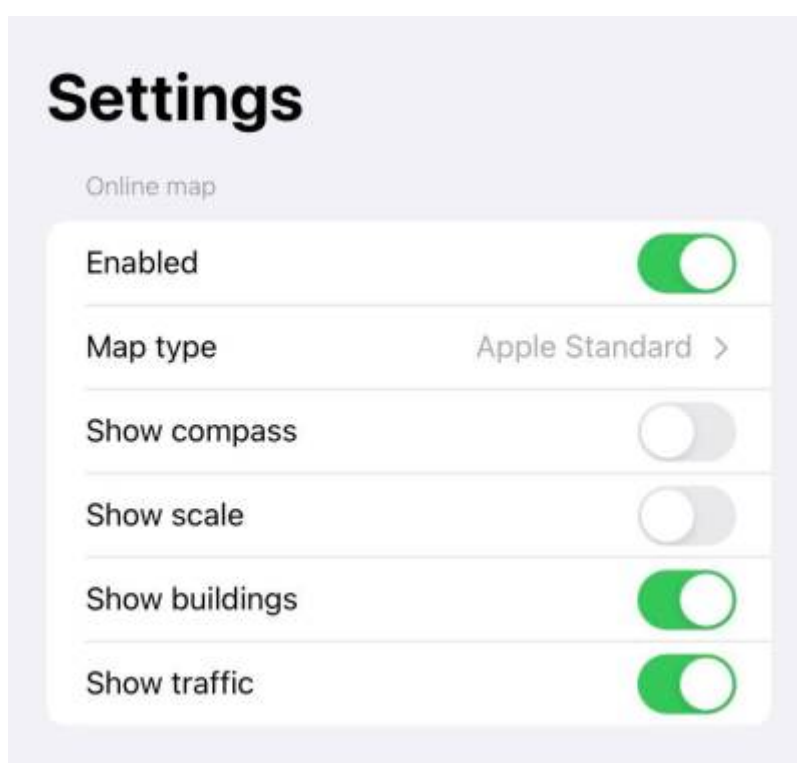 Settings
Online map
Enabled
Map type Apple Standard >
Show compass
Show scale
Show buildings
Show traffic